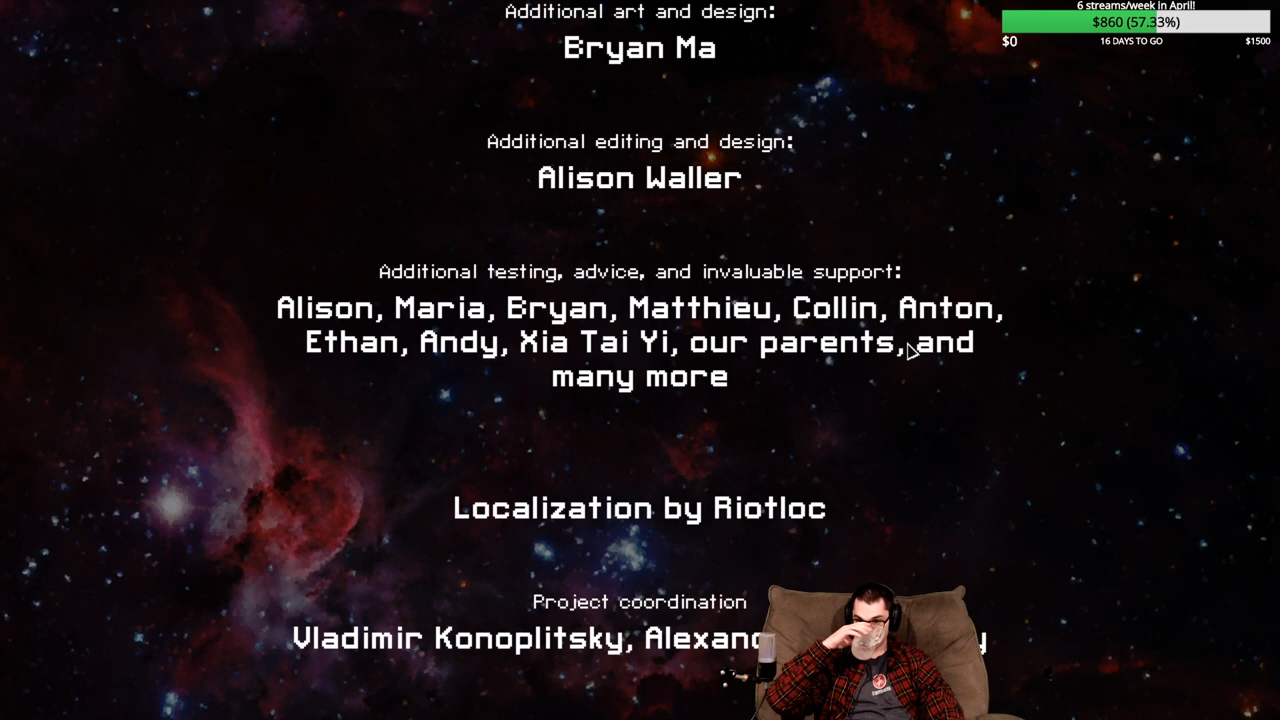 Additional art and design:
6 streams/week in April!
$860 (57.33%)
$0 16 DAYS TO GO $1500
Bryan Ma
Additional editing and design:
Alison Waller
Additional testing, advice, and invaluable support:
Alison, Maria, Bryan, Matthieu, Collin, Anton,
Ethan, Andy, Xia Tai Yi, our parents, and
many more
Localization by Riotloc
Project coordination
Vladimir Konoplitsky,